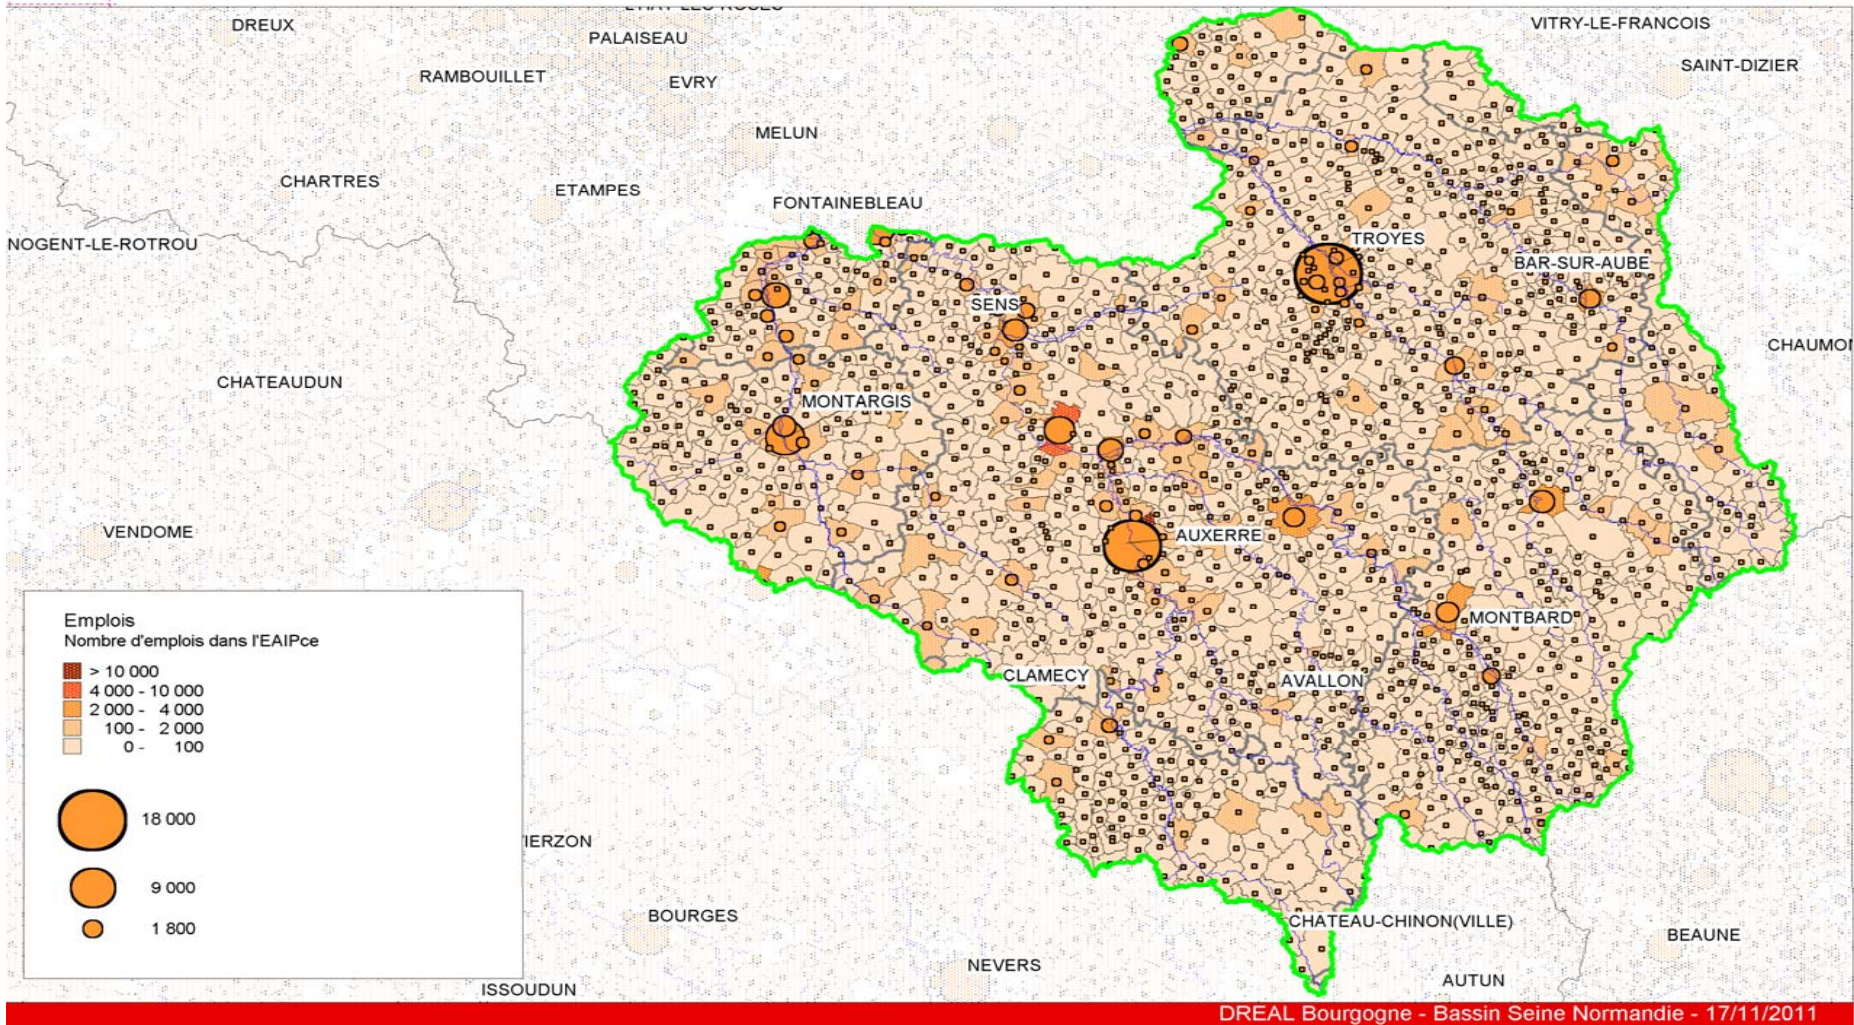 DREUX
PALAISEAU
VITRY-LE-FRANCOIS
RAMBOUILLET
EVRY
SAINT-DIZIER
MELUN
CHARTRES
ETAMPES
FONTAINEBLEAU
NOGENT-LE-ROTROU
TROYES
BAR-SUR-AUBE
SENS
CHATEAUDUN
MONTARGIS
VENDOME
AUXERRE
MONTBARD
CLAMECY
AVALLON
Emplois
Nombre d'emplois dans l'EAIPce
> 10 000
4 000 - 10 000
2 000 - 4 000
100 - 2 000
0 - 100
18 000
9 000
1 800
BOURGES
CHATEAU-CHINON(VILLE)
BEAUNE
NEVERS
AUTUN
ISSOUDUN
DREAL Bourgogne - Bassin Seine Normandie - 17/11/2011